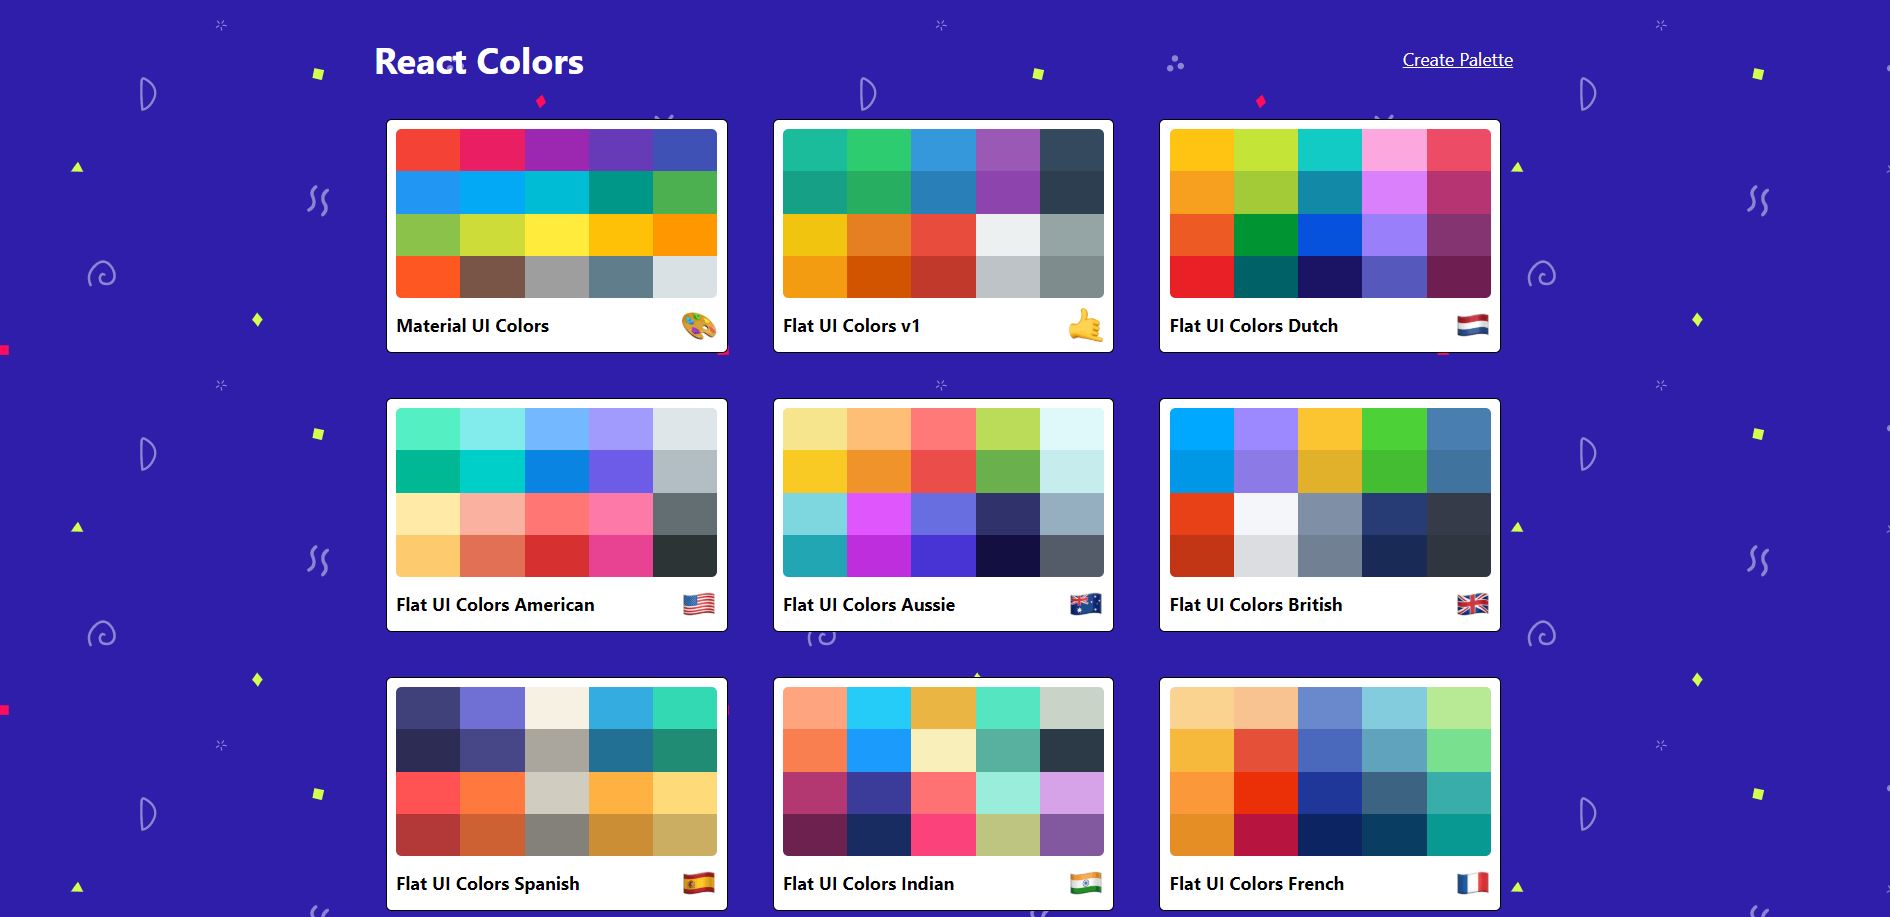 React Colors
Create Palette
Material UI Colors
Flat UI Colors v1
Flat UI Colors Dutch
Flat UI Colors American
Flat UI Colors Aussie
Flat UI Colors British
Flat UI Colors Spanish
Flat UI Colors Indian
Flat UI Colors French